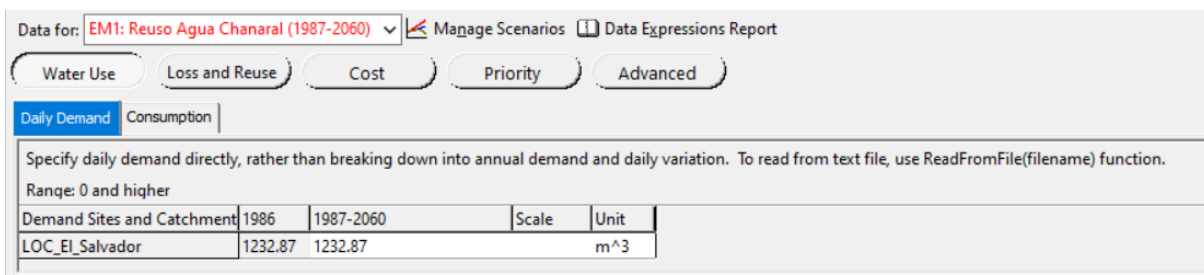 Data for: EM1: Reuso Agua Chanaral (1987-2060) Manage Scenarios Data Expressions Report
Water Use Loss and Reuse Cost Priority Advanced
Daily Demand Consumption
Specify daily demand directly, rather than breaking down into annual demand and daily variation. To read from text file, use ReadFromFile(filename) function.
Range: 0 and higher
Demand Sites and Catchment 1986 1987-2060 Scale Unit
LOC_El_Salvador 1232.87 1232.87 m^3